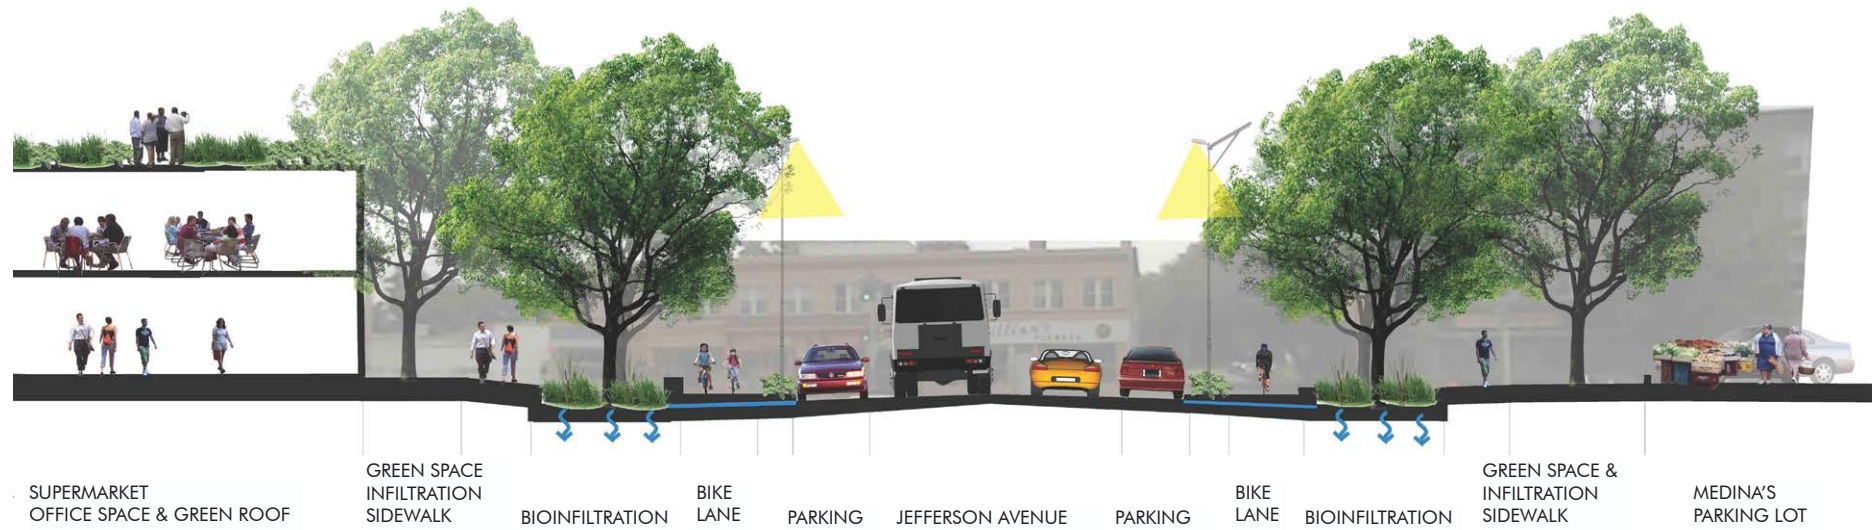 SUPERMARKET
OFFICE SPACE & GREEN ROOF
GREEN SPACE
INFILTRATION
SIDEWALK
BIOINFILTRATION
BIKE
LANE
PARKING
JEFFERSON AVENUE
PARKING
BIKE
LANE
BIOINFILTRATION
GREEN SPACE &
INFILTRATION
SIDEWALK
MEDINA'S
PARKING LOT